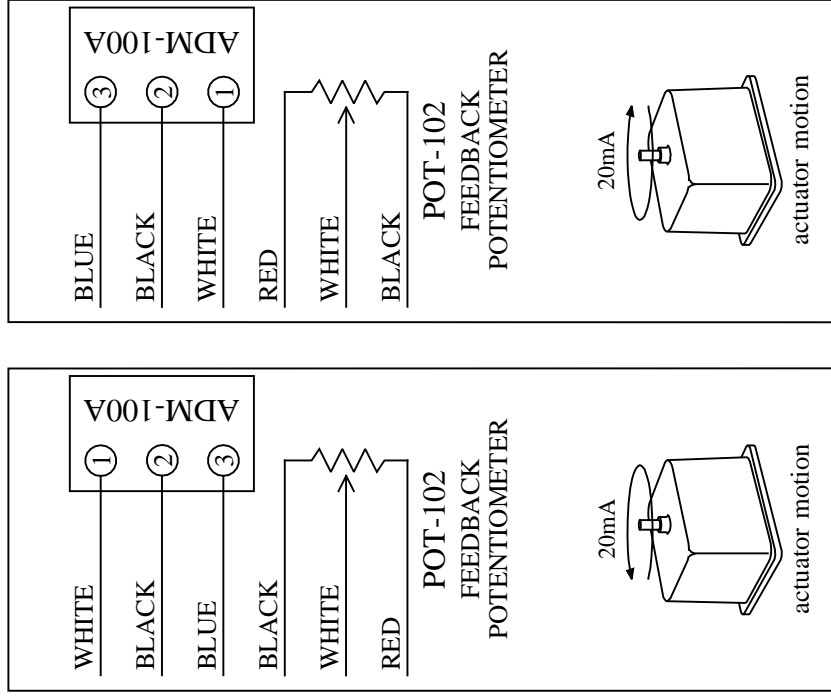 WHITE 1
BLACK 2
BLUE 3
ADM-100A
BLACK
WHITE
RED
POT-102
FEEDBACK
POTENTIOMETER
20mA
actuator motion
BLUE 3
BLACK 2
WHITE 1
ADM-100A
RED
WHITE
BLACK
POT-102
FEEDBACK
POTENTIOMETER
20mA
actuator motion